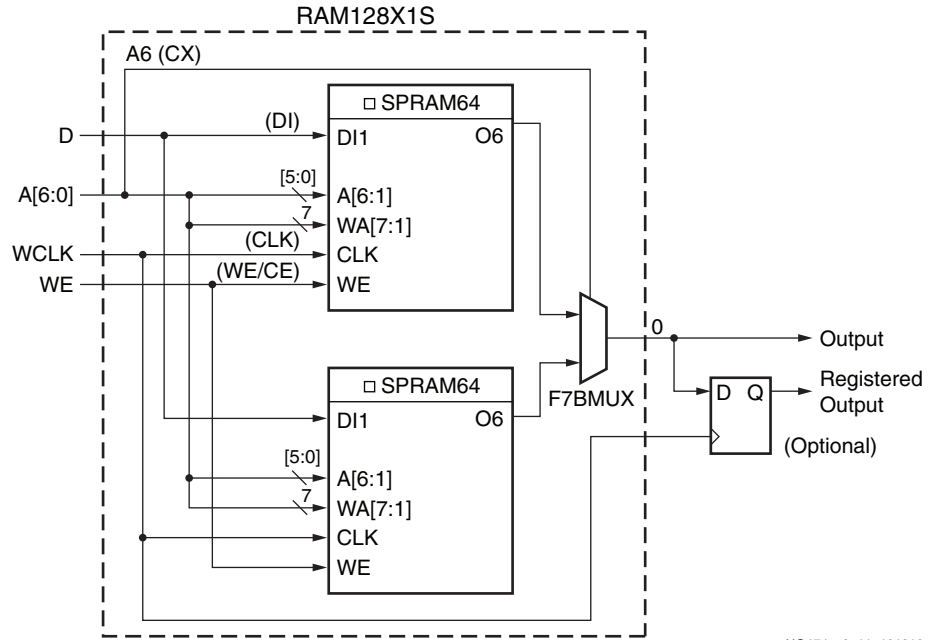 RAM128X1S
A6 (CX)
□ SPRAM64
D
(DI)
DI1
O6
A[6:0]
[5:0]
A[6:1]
7
WA[7:1]
WCLK
(CLK)
CLK
WE
(WE/CE)
WE
0
Output
F7BMUX
D Q
Registered
Output
(Optional)
□ SPRAM64
DI1
O6
[5:0]
A[6:1]
7
WA[7:1]
CLK
WE